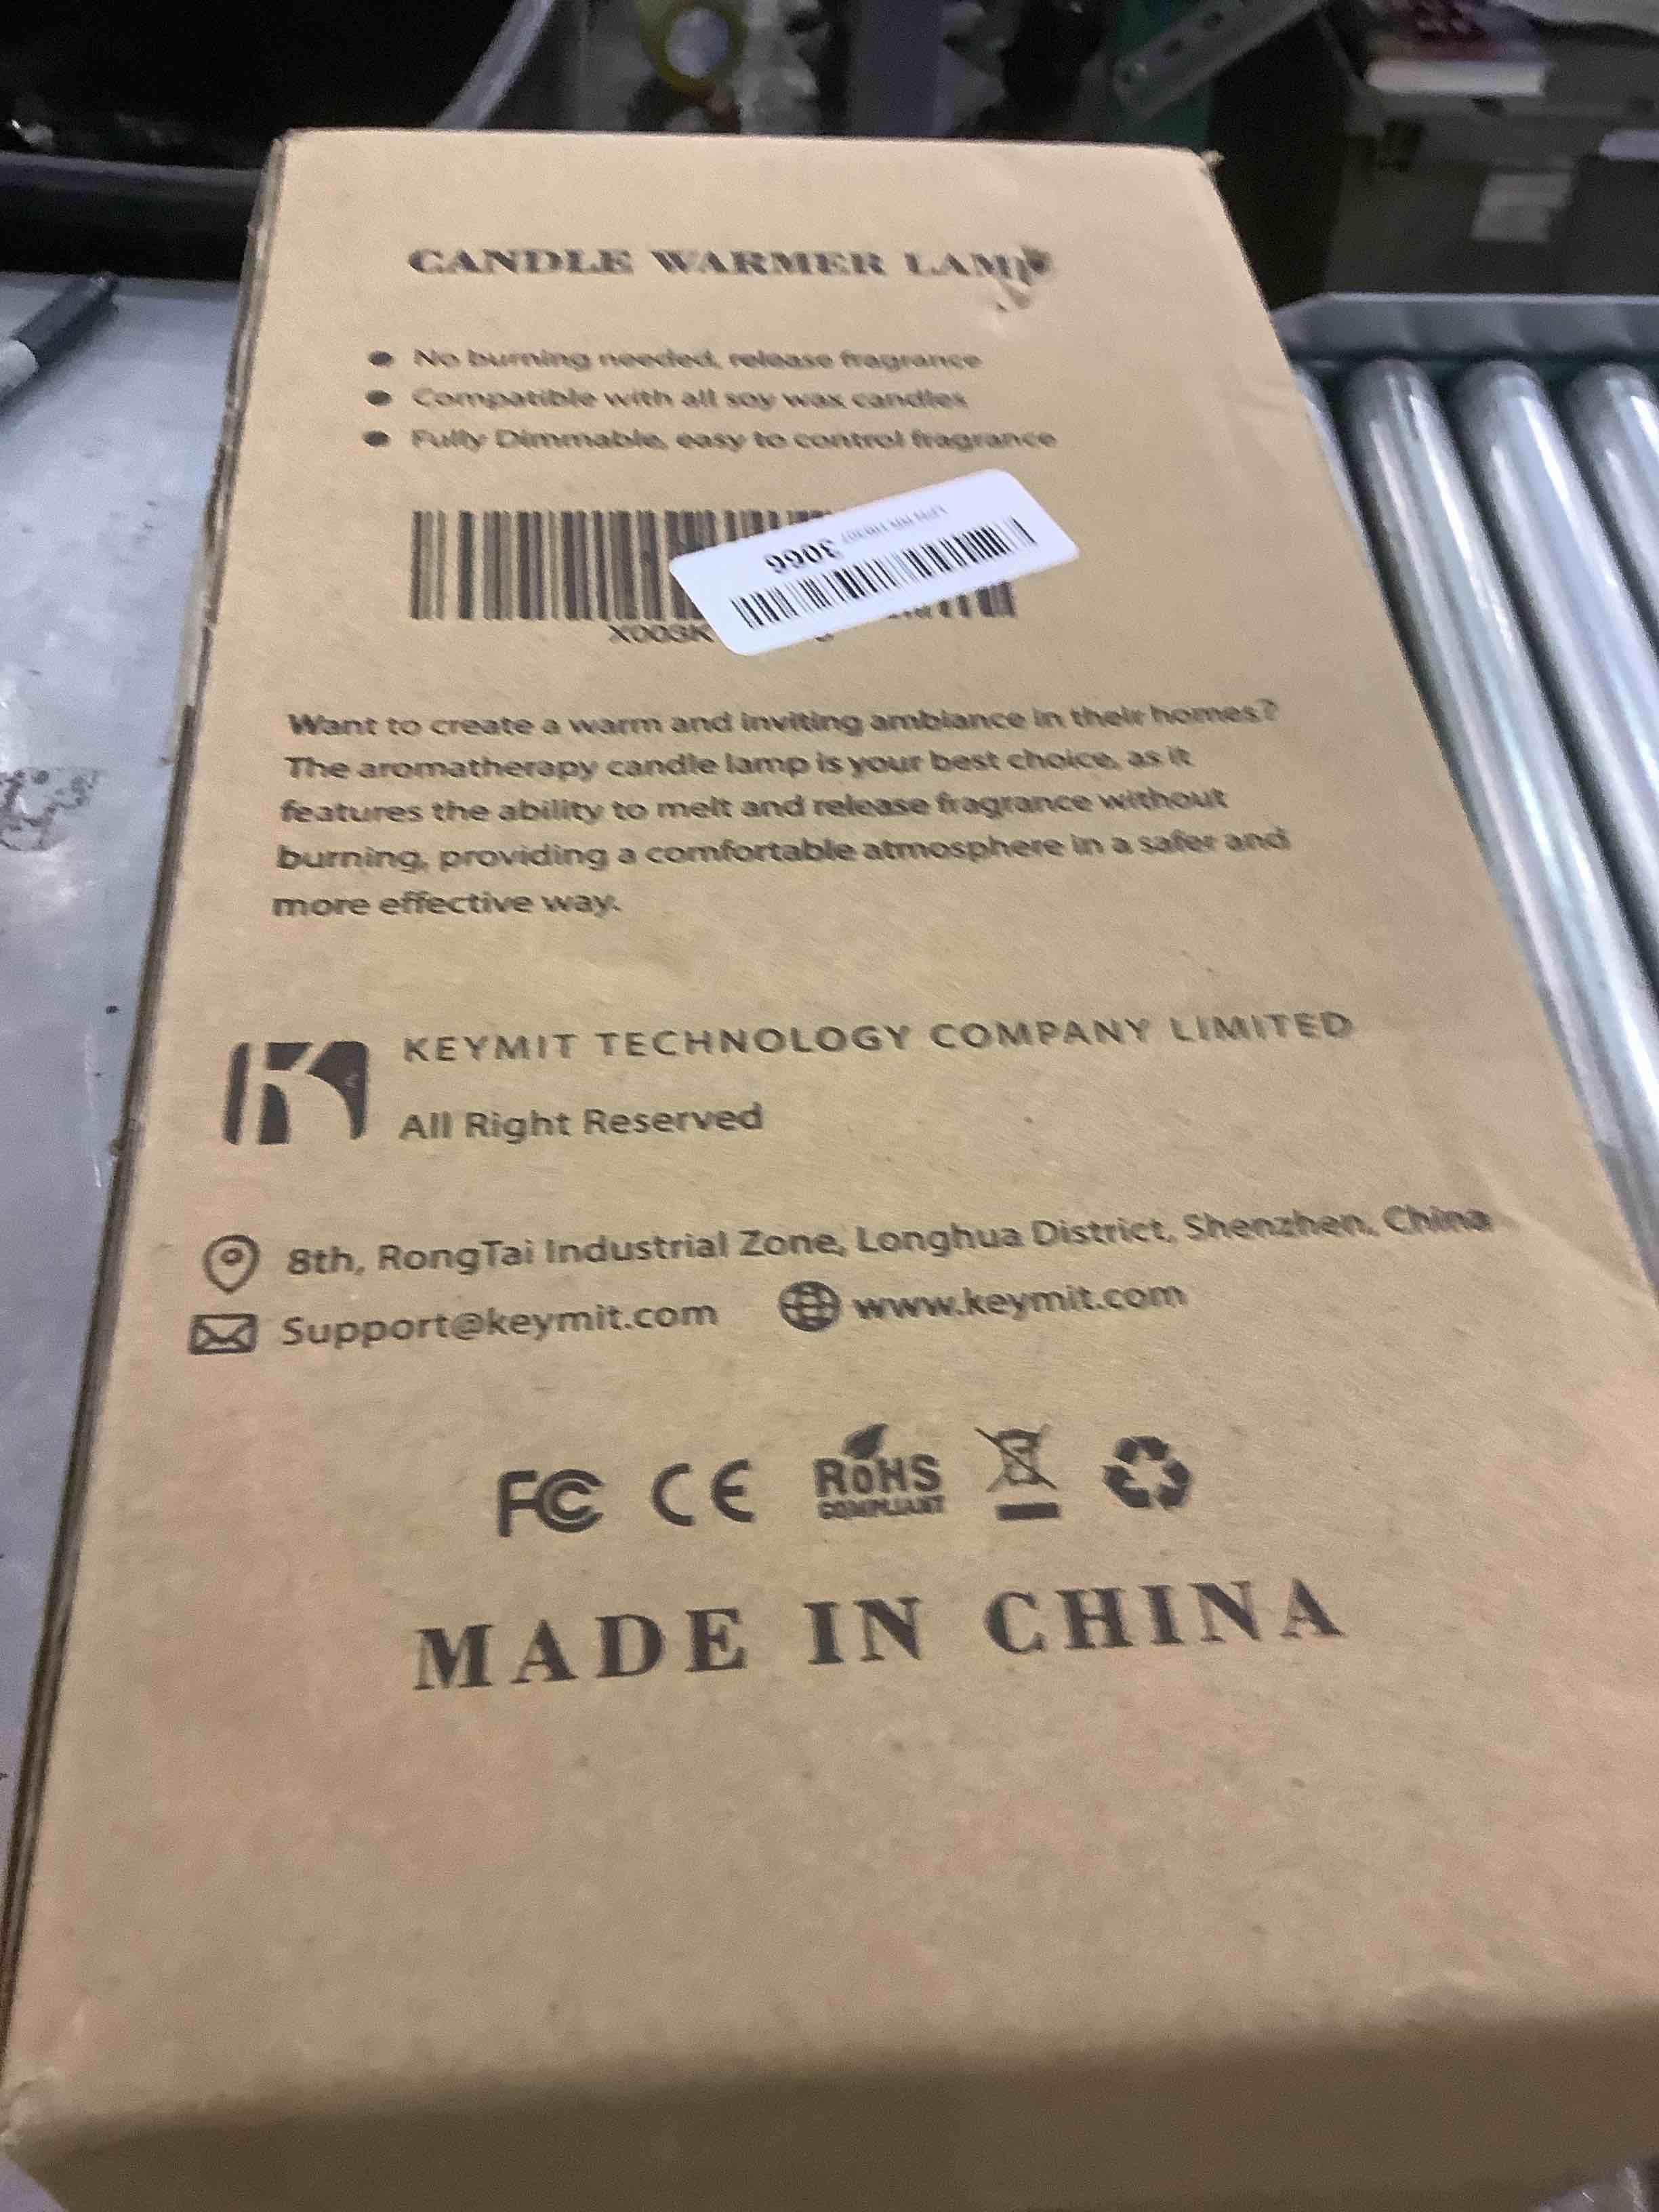 CANDLE WARMER LAMP
No burning needed, release fragrance
Compatible with all soy wax candles
Fully Dimmable, easy to control fragrance
3066
Want to create a warm and inviting ambiance in their homes?
The aromatherapy candle lamp is your best choice, as it
features the ability to melt and release fragrance without
burning, providing a comfortable atmosphere in a safer and
more effective way.
KEYMIT TECHNOLOGY COMPANY LIMITED
All Right Reserved
8th, RongTai Industrial Zone, Longhua District, Shenzhen, China
Support@keymit.com www.keymit.com
FC CE RoHS
COMPLIANT
MADE IN CHINA